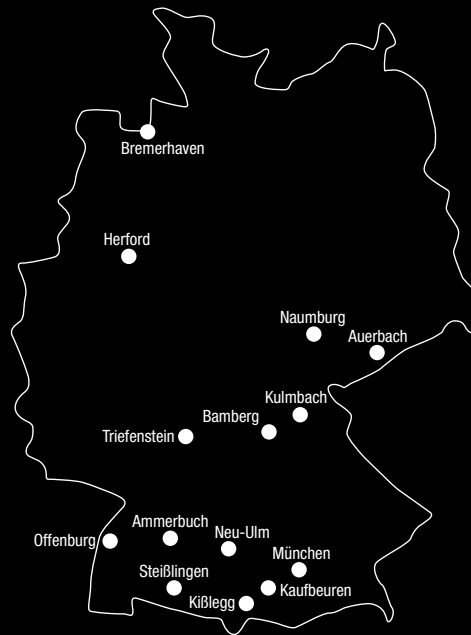 Bremerhaven
Herford
Naumburg
Auerbach
Kulmbach
Bamberg
Triefenstein
Ammerbuch
Offenburg
Neu-Ulm
München
Steißlingen
Kaufbeuren
Kißlegg